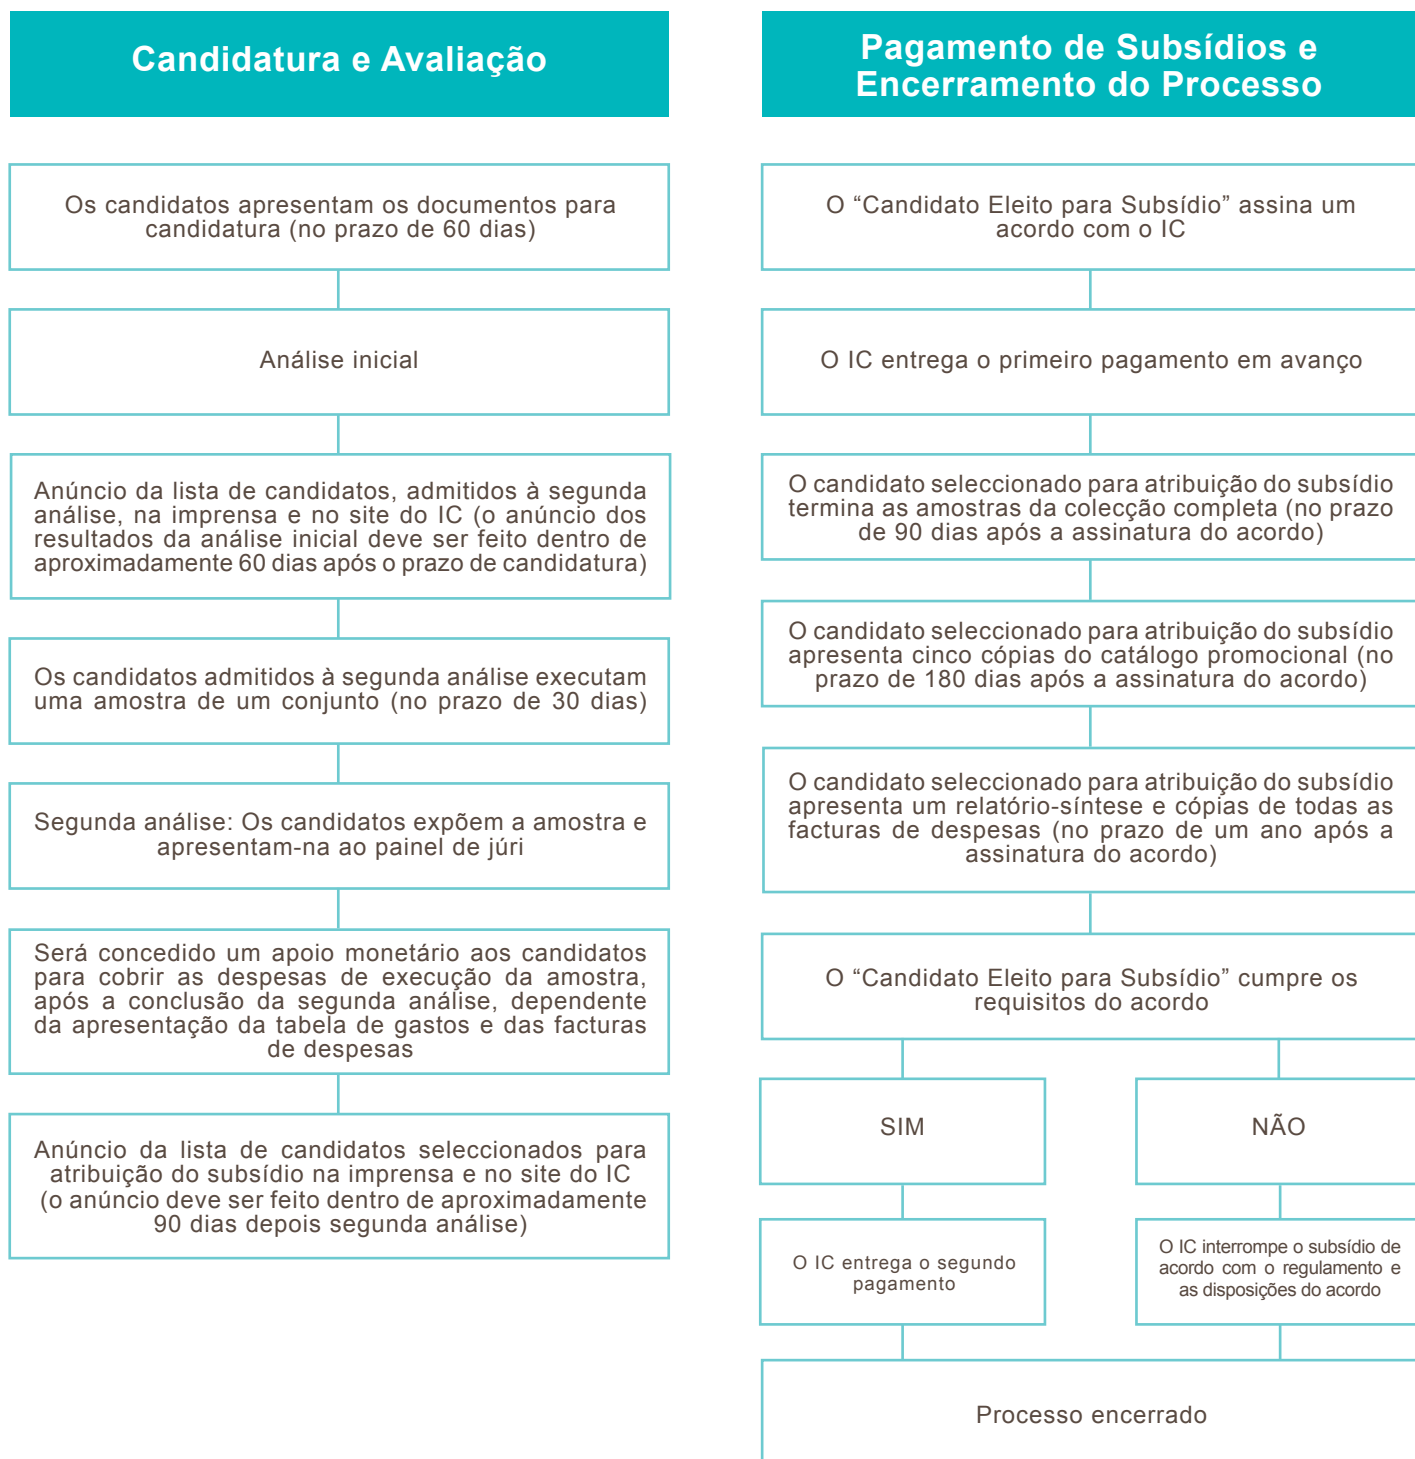 Candidatura e Avaliação
Os candidatos apresentam os documentos para
candidatura (no prazo de 60 dias)
Análise inicial
Anúncio da lista de candidatos, admitidos à segunda
análise, na imprensa e no site do IC (o anúncio dos
resultados da análise inicial deve ser feito dentro de
aproximadamente 60 dias após o prazo de candidatura)
Os candidatos admitidos à segunda análise executam
uma amostra de um conjunto (no prazo de 30 dias)
Segunda análise: Os candidatos expõem a amostra e
apresentam-na ao painel de júri
Será concedido um apoio monetário aos candidatos
para cobrir as despesas de execução da amostra,
após a conclusão da segunda análise, dependente
da apresentação da tabela de gastos e das facturas
de despesas
Anúncio da lista de candidatos seleccionados para
atribuição do subsídio na imprensa e no site do IC
(o anúncio deve ser feito dentro de aproximadamente
90 dias depois segunda análise)
Pagamento de Subsídios e
Encerramento do Processo
O “Candidato Eleito para Subsídio” assina um
acordo com o IC
O IC entrega o primeiro pagamento em avanço
O candidato seleccionado para atribuição do subsídio
termina as amostras da colecção completa (no prazo
de 90 dias após a assinatura do acordo)
O candidato seleccionado para atribuição do subsídio
apresenta cinco cópias do catálogo promocional (no
prazo de 180 dias após a assinatura do acordo)
O candidato seleccionado para atribuição do subsídio
apresenta um relatório-síntese e cópias de todas as
facturas de despesas (no prazo de um ano após a
assinatura do acordo)
O “Candidato Eleito para Subsídio” cumpre os
requisitos do acordo
SIM
NÃO
O IC entrega o segundo
pagamento
O IC interrompe o subsídio de
acordo com o regulamento e
as disposições do acordo
Processo encerrado